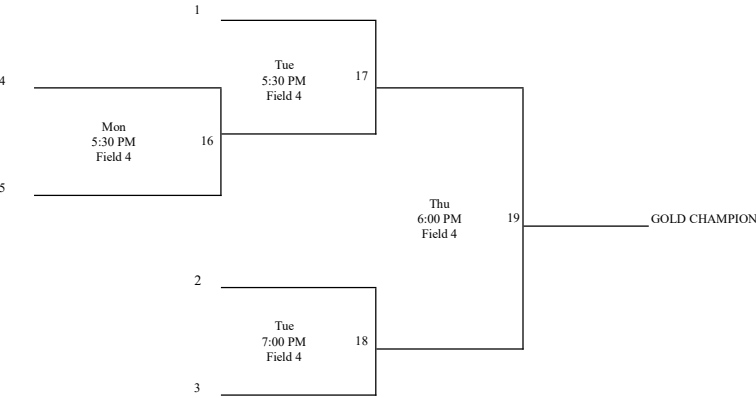 1
Tue
5:30 PM
Field 4
17
4
Mon
5:30 PM
Field 4
16
5
Thu
6:00 PM
Field 4
19
GOLD CHAMPION
2
Tue
7:00 PM
Field 4
18
3